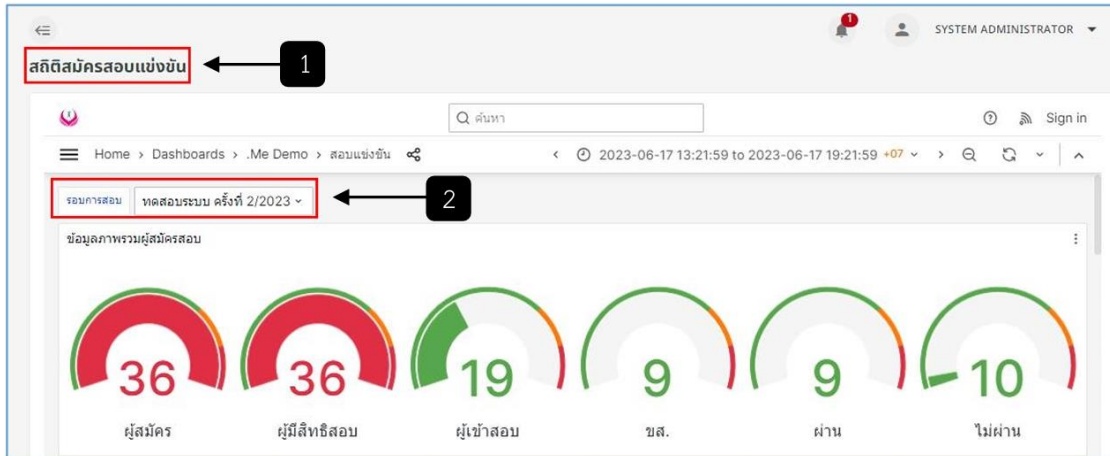 1
SYSTEM ADMINISTRATOR
สถิติสมัครสอบแข่งขัน
1
ค้นหา
Sign in
Home › Dashboards › .Me Demo › สอบแข่งขัน
2023-06-17 13:21:59 to 2023-06-17 19:21:59 +07
รอบการสอบ ทดสอบระบบ ครั้งที่ 2/2023
2
ข้อมูลภาพรวมผู้สมัครสอบ
36 36 19 9 9 10
ผู้สมัคร ผู้มีสิทธิสอบ ผู้เข้าสอบ ขส. ผ่าน ไม่ผ่าน